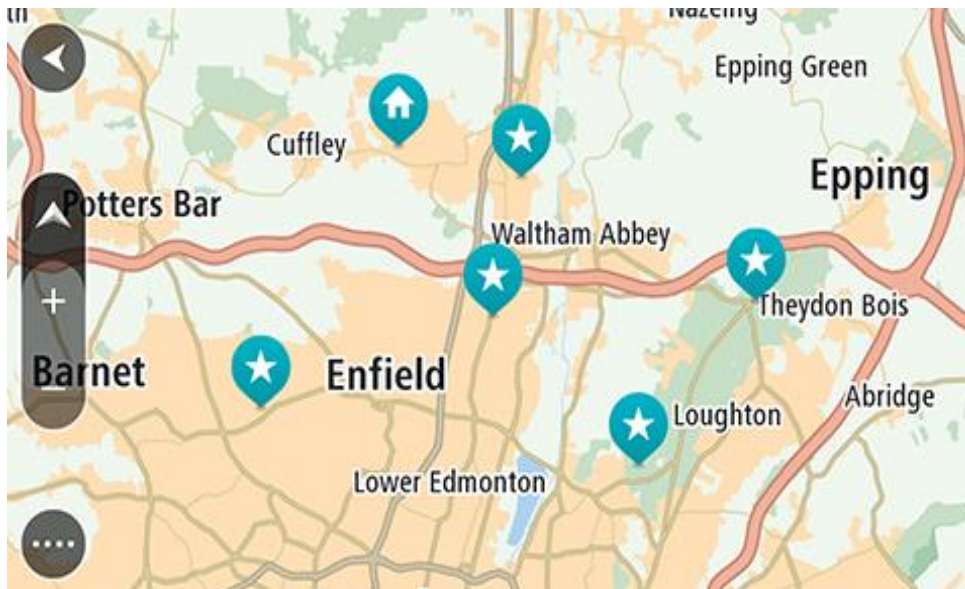 Nazeing
Epping Green
Cuffley
Epping
Potters Bar
Waltham Abbey
Theydon Bois
Barnet
Enfield
Abridge
Loughton
Lower Edmonton